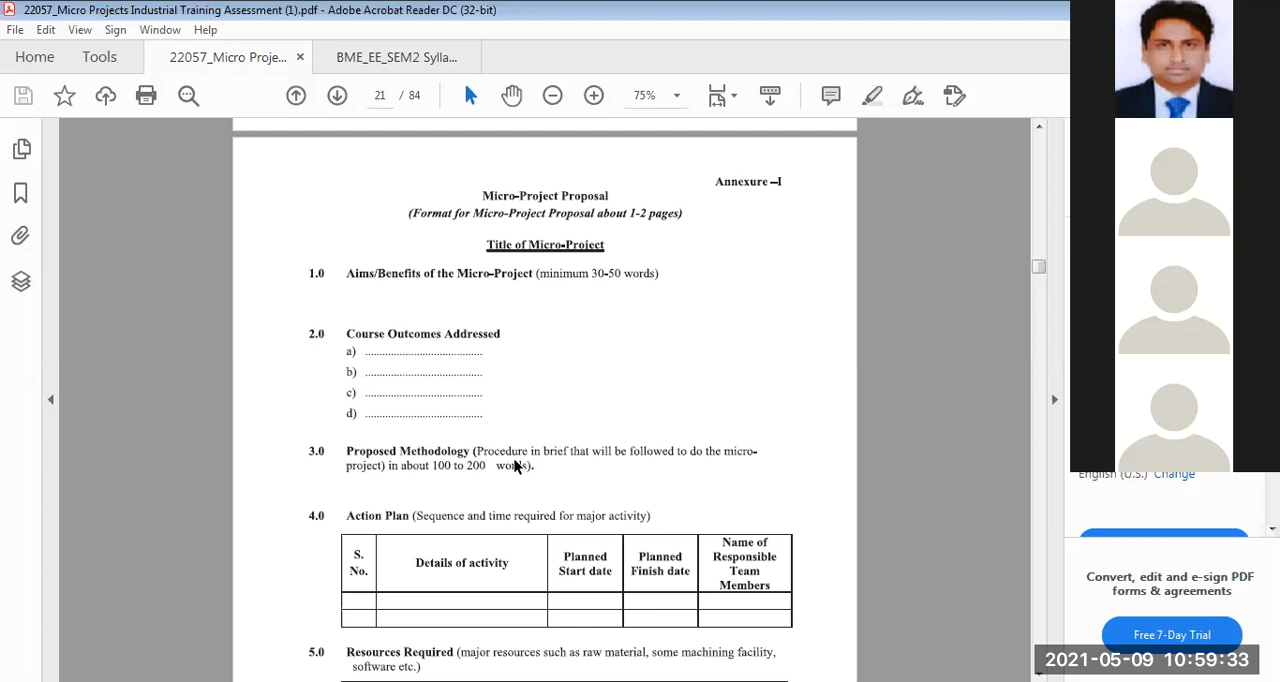 22057_Micro Projects Industrial Training Assessment (1).pdf - Adobe Acrobat Reader DC (32-bit)
File Edit View Sign Window Help
Home Tools 22057_Micro Proje... × BME_EE_SEM2 Sylla...
21 / 84 75%
Annexure –I
Micro-Project Proposal
(Format for Micro-Project Proposal about 1-2 pages)
Title of Micro-Project
1.0 Aims/Benefits of the Micro-Project (minimum 30-50 words)
2.0 Course Outcomes Addressed
a) ........................................
b) ........................................
c) ........................................
d) ........................................
3.0 Proposed Methodology (Procedure in brief that will be followed to do the micro-
project) in about 100 to 200 words).
4.0 Action Plan (Sequence and time required for major activity)
S. No. Details of activity Planned Start date Planned Finish date Name of Responsible Team Members
5.0 Resources Required (major resources such as raw material, some machining facility,
software etc.)
English (U.S.) Change
Convert, edit and e-sign PDF
forms & agreements
Free 7-Day Trial
2021-05-09 10:59:33